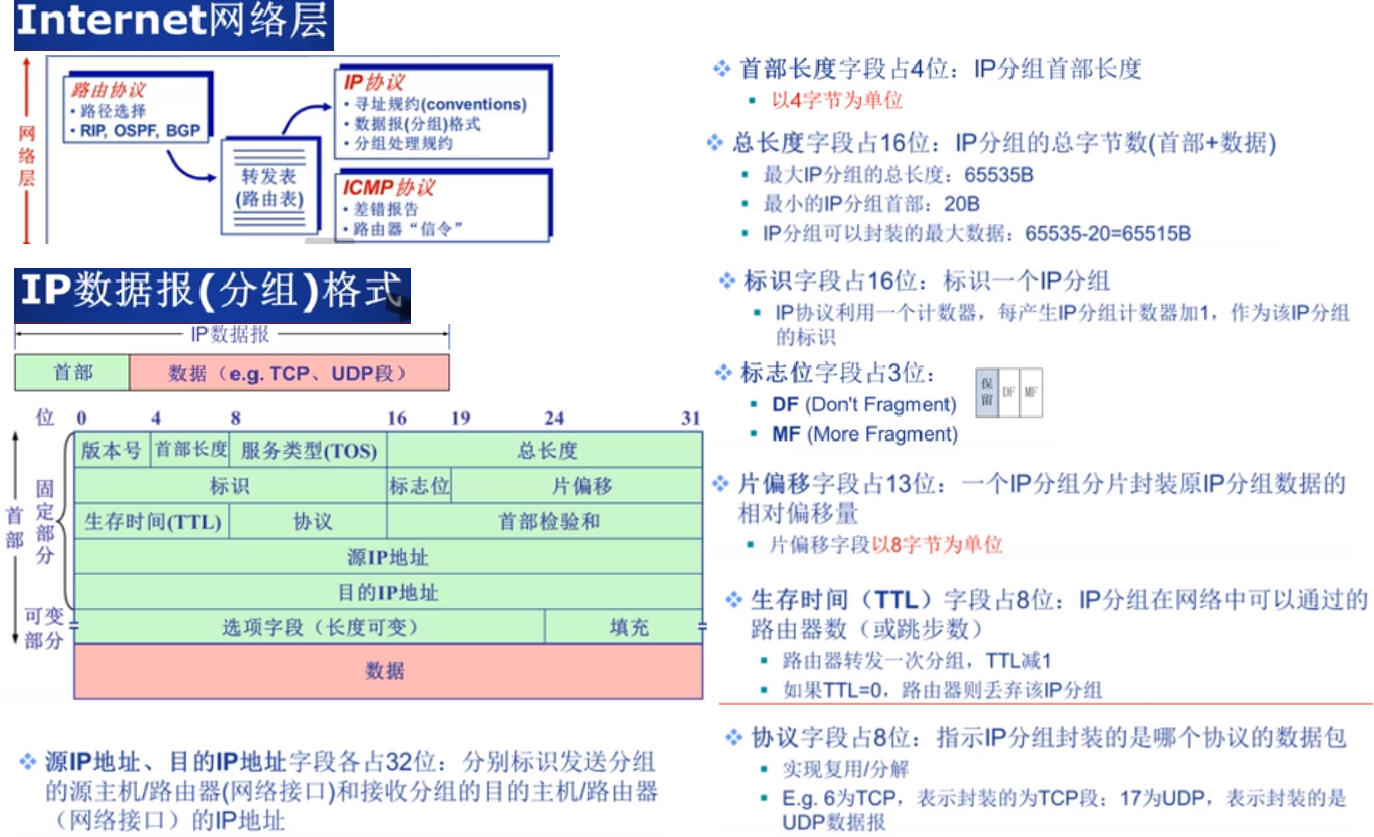 Internet网络层
网络层
路由协议
• 路径选择
• RIP, OSPF, BGP
转发表
(路由表)
IP协议
• 寻址规约(conventions)
• 数据报(分组)格式
• 分组处理规约
ICMP协议
• 差错报告
• 路由器“信令”
IP数据报(分组)格式
IP数据报
首部 数据（e.g. TCP、UDP段）
位 0 4 8 16 19 24 31
首部
固定部分
可变部分
版本号 首部长度 服务类型(TOS) 总长度
标识 标志位 片偏移
生存时间(TTL) 协议 首部检验和
源IP地址
目的IP地址
选项字段（长度可变） 填充
数据
源IP地址、目的IP地址字段各占32位：分别标识发送分组
的源主机/路由器(网络接口)和接收分组的目的主机/路由器
（网络接口）的IP地址
首部长度字段占4位：IP分组首部长度
以4字节为单位
总长度字段占16位：IP分组的总字节数(首部+数据)
最大IP分组的总长度：65535B
最小的IP分组首部：20B
IP分组可以封装的最大数据：65535-20=65515B
标识字段占16位：标识一个IP分组
IP协议利用一个计数器，每产生IP分组计数器加1，作为该IP分组
的标识
标志位字段占3位：
保留 DF MF
DF (Don't Fragment)
MF (More Fragment)
片偏移字段占13位：一个IP分组分片封装原IP分组数据的
相对偏移量
片偏移字段以8字节为单位
生存时间（TTL）字段占8位：IP分组在网络中可以通过的
路由器数（或跳步数）
路由器转发一次分组，TTL减1
如果TTL=0，路由器则丢弃该IP分组
协议字段占8位：指示IP分组封装的是哪个协议的数据包
实现复用/分解
E.g. 6为TCP，表示封装的为TCP段；17为UDP，表示封装的是
UDP数据报